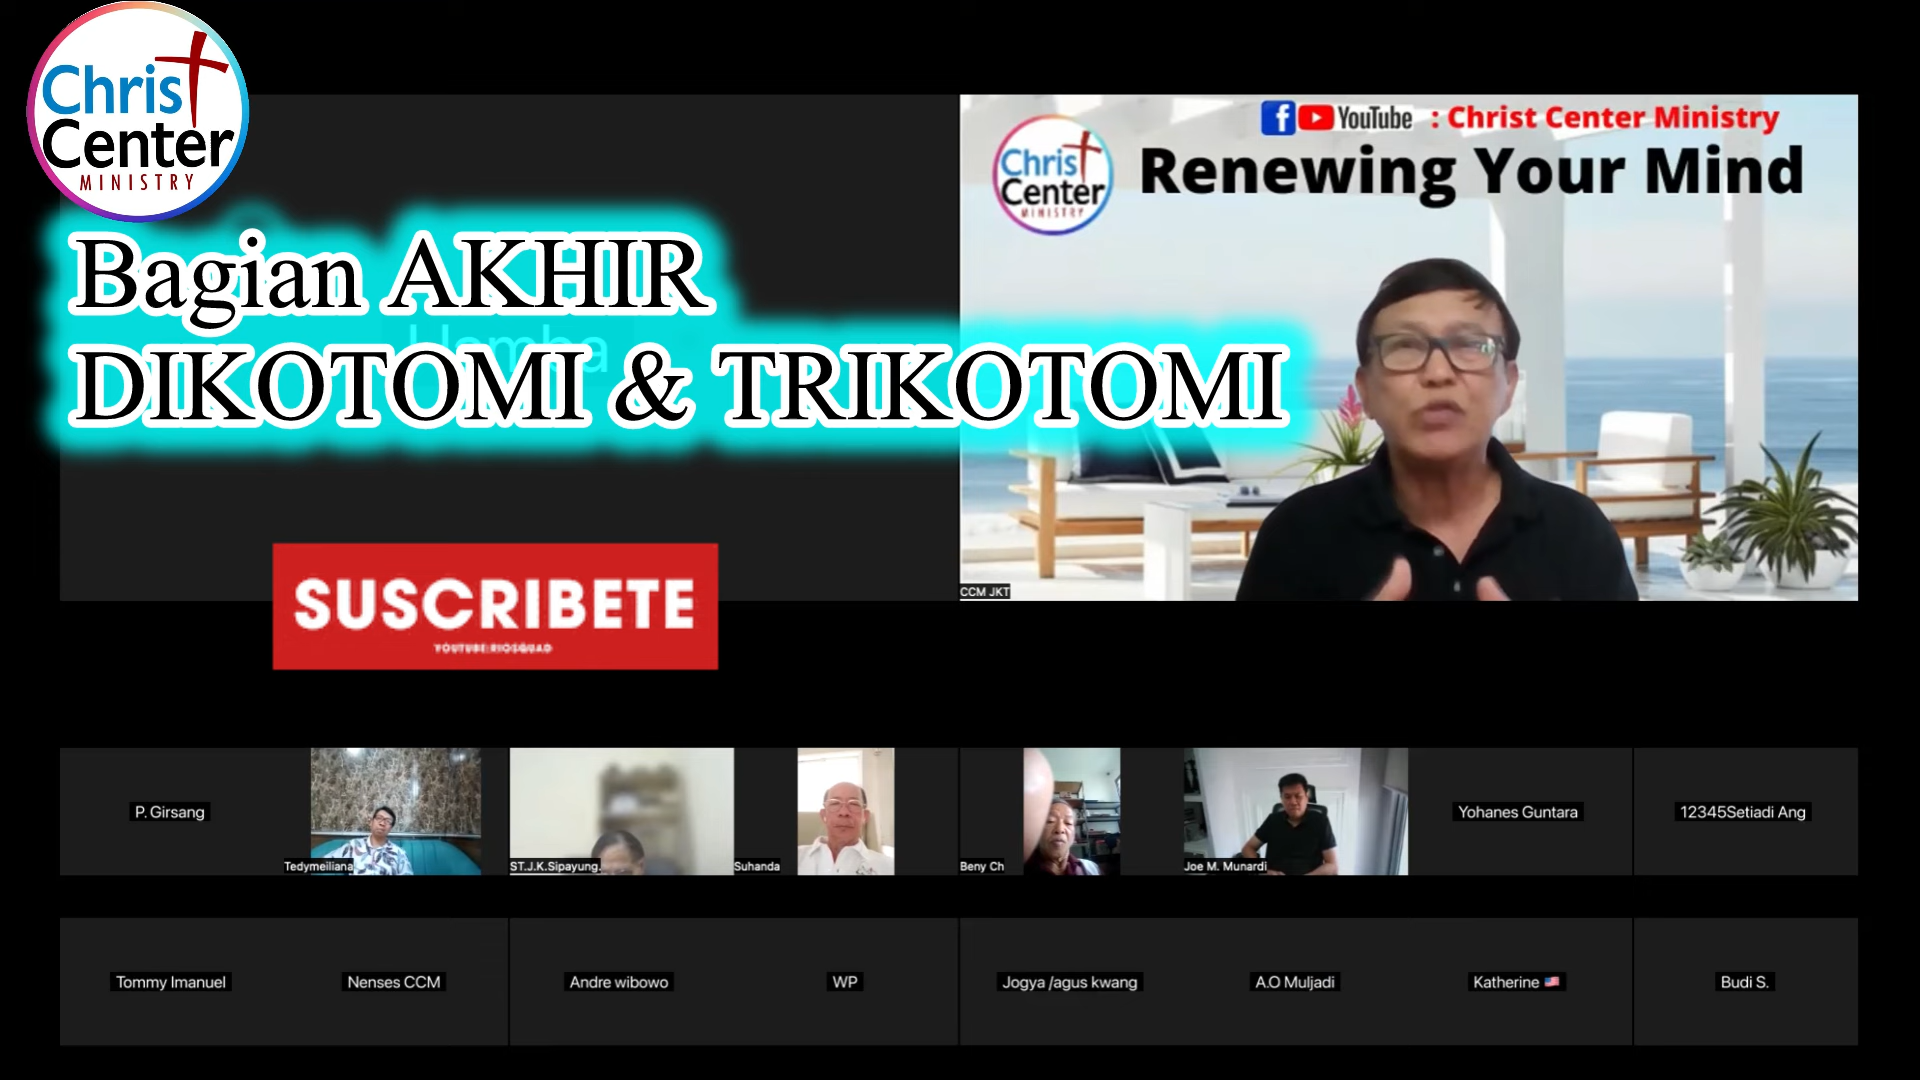 Christ
Center
MINISTRY
YouTube : Christ Center Ministry
Christ
Center
MINISTRY
Renewing Your Mind
Bagian AKHIR
DIKOTOMI & TRIKOTOMI
CCM JKT
SUSCRIBETE
YOUTUBE:RIOSQUAD
P. Girsang
Tedymeiliana
ST.J.K.Sipayung.
Suhanda
Beny Ch
Joe M. Munardi
Yohanes Guntara
12345Setiadi Ang
Tommy Imanuel
Nenses CCM
Andre wibowo
WP
Jogya /agus kwang
A.O Muljadi
Katherine 🇺🇸
Budi S.